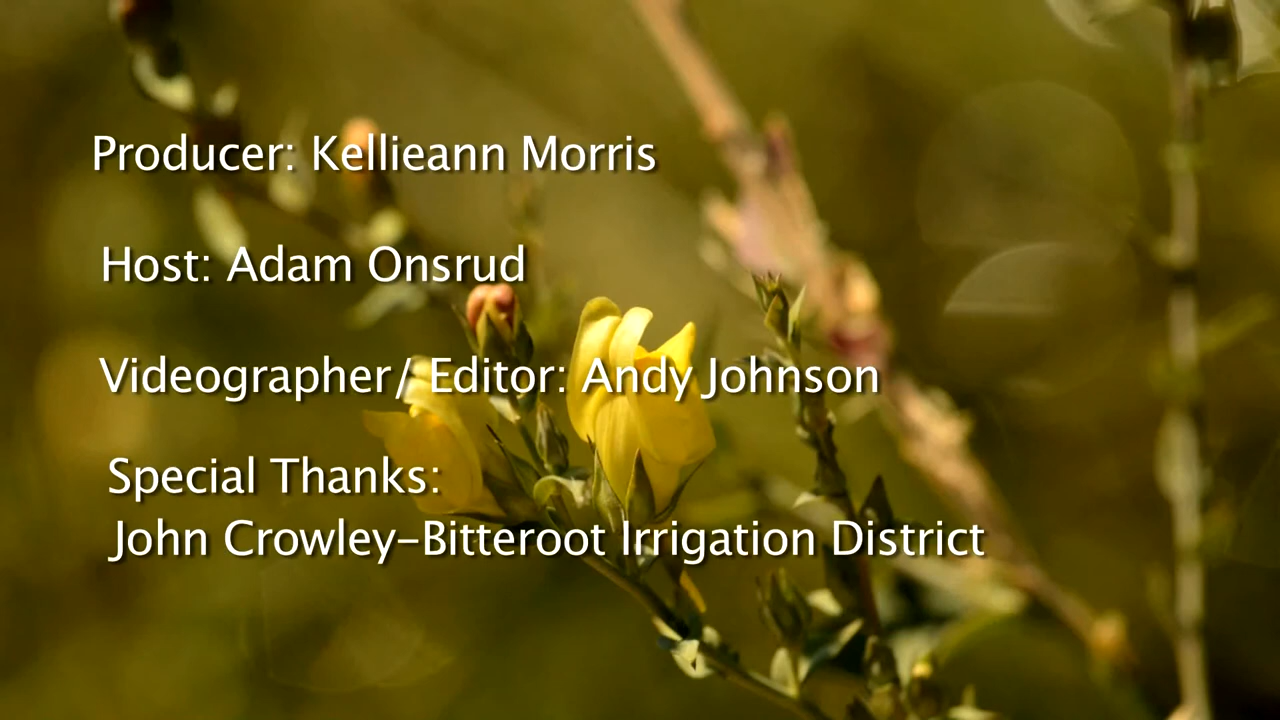 Producer: Kellieann Morris
Host: Adam Onsrud
Videographer/ Editor: Andy Johnson
Special Thanks:
John Crowley-Bitteroot Irrigation District